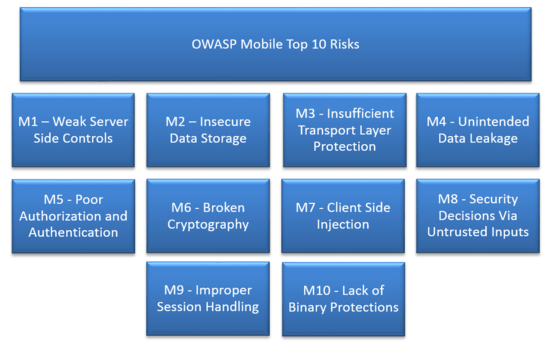 OWASP Mobile Top 10 Risks
M1 – Weak Server
Side Controls
M2 – Insecure
Data Storage
M3 - Insufficient
Transport Layer
Protection
M4 - Unintended
Data Leakage
M5 - Poor
Authorization and
Authentication
M6 - Broken
Cryptography
M7 - Client Side
Injection
M8 - Security
Decisions Via
Untrusted Inputs
M9 - Improper
Session Handling
M10 - Lack of
Binary Protections